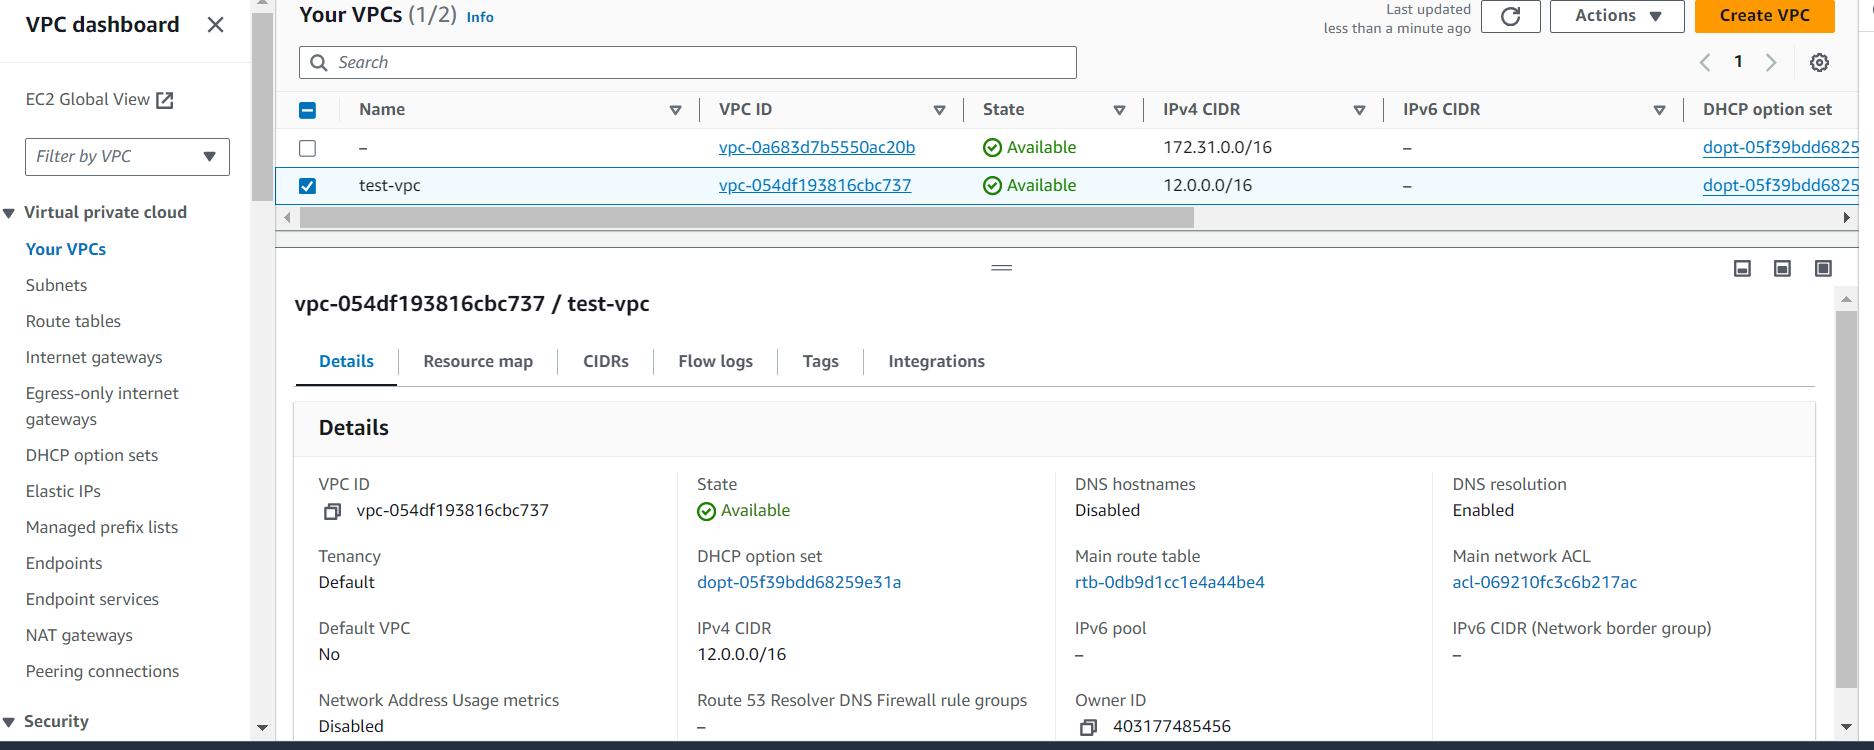 VPC dashboard
EC2 Global View
Filter by VPC
Virtual private cloud
Your VPCs
Subnets
Route tables
Internet gateways
Egress-only internet
gateways
DHCP option sets
Elastic IPs
Managed prefix lists
Endpoints
Endpoint services
NAT gateways
Peering connections
Security
Your VPCs (1/2) Info
Last updated
less than a minute ago
Actions
Create VPC
Search
1
Name VPC ID State IPv4 CIDR IPv6 CIDR DHCP option set
– vpc-0a683d7b5550ac20b Available 172.31.0.0/16 – dopt-05f39bdd6825
test-vpc vpc-054df193816cbc737 Available 12.0.0.0/16 – dopt-05f39bdd6825
vpc-054df193816cbc737 / test-vpc
Details Resource map CIDRs Flow logs Tags Integrations
Details
VPC ID State DNS hostnames DNS resolution
vpc-054df193816cbc737 Available Disabled Enabled
Tenancy DHCP option set Main route table Main network ACL
Default dopt-05f39bdd68259e31a rtb-0db9d1cc1e4a44be4 acl-069210fc3c6b217ac
Default VPC IPv4 CIDR IPv6 pool IPv6 CIDR (Network border group)
No 12.0.0.0/16 – –
Network Address Usage metrics Route 53 Resolver DNS Firewall rule groups Owner ID
Disabled – 403177485456